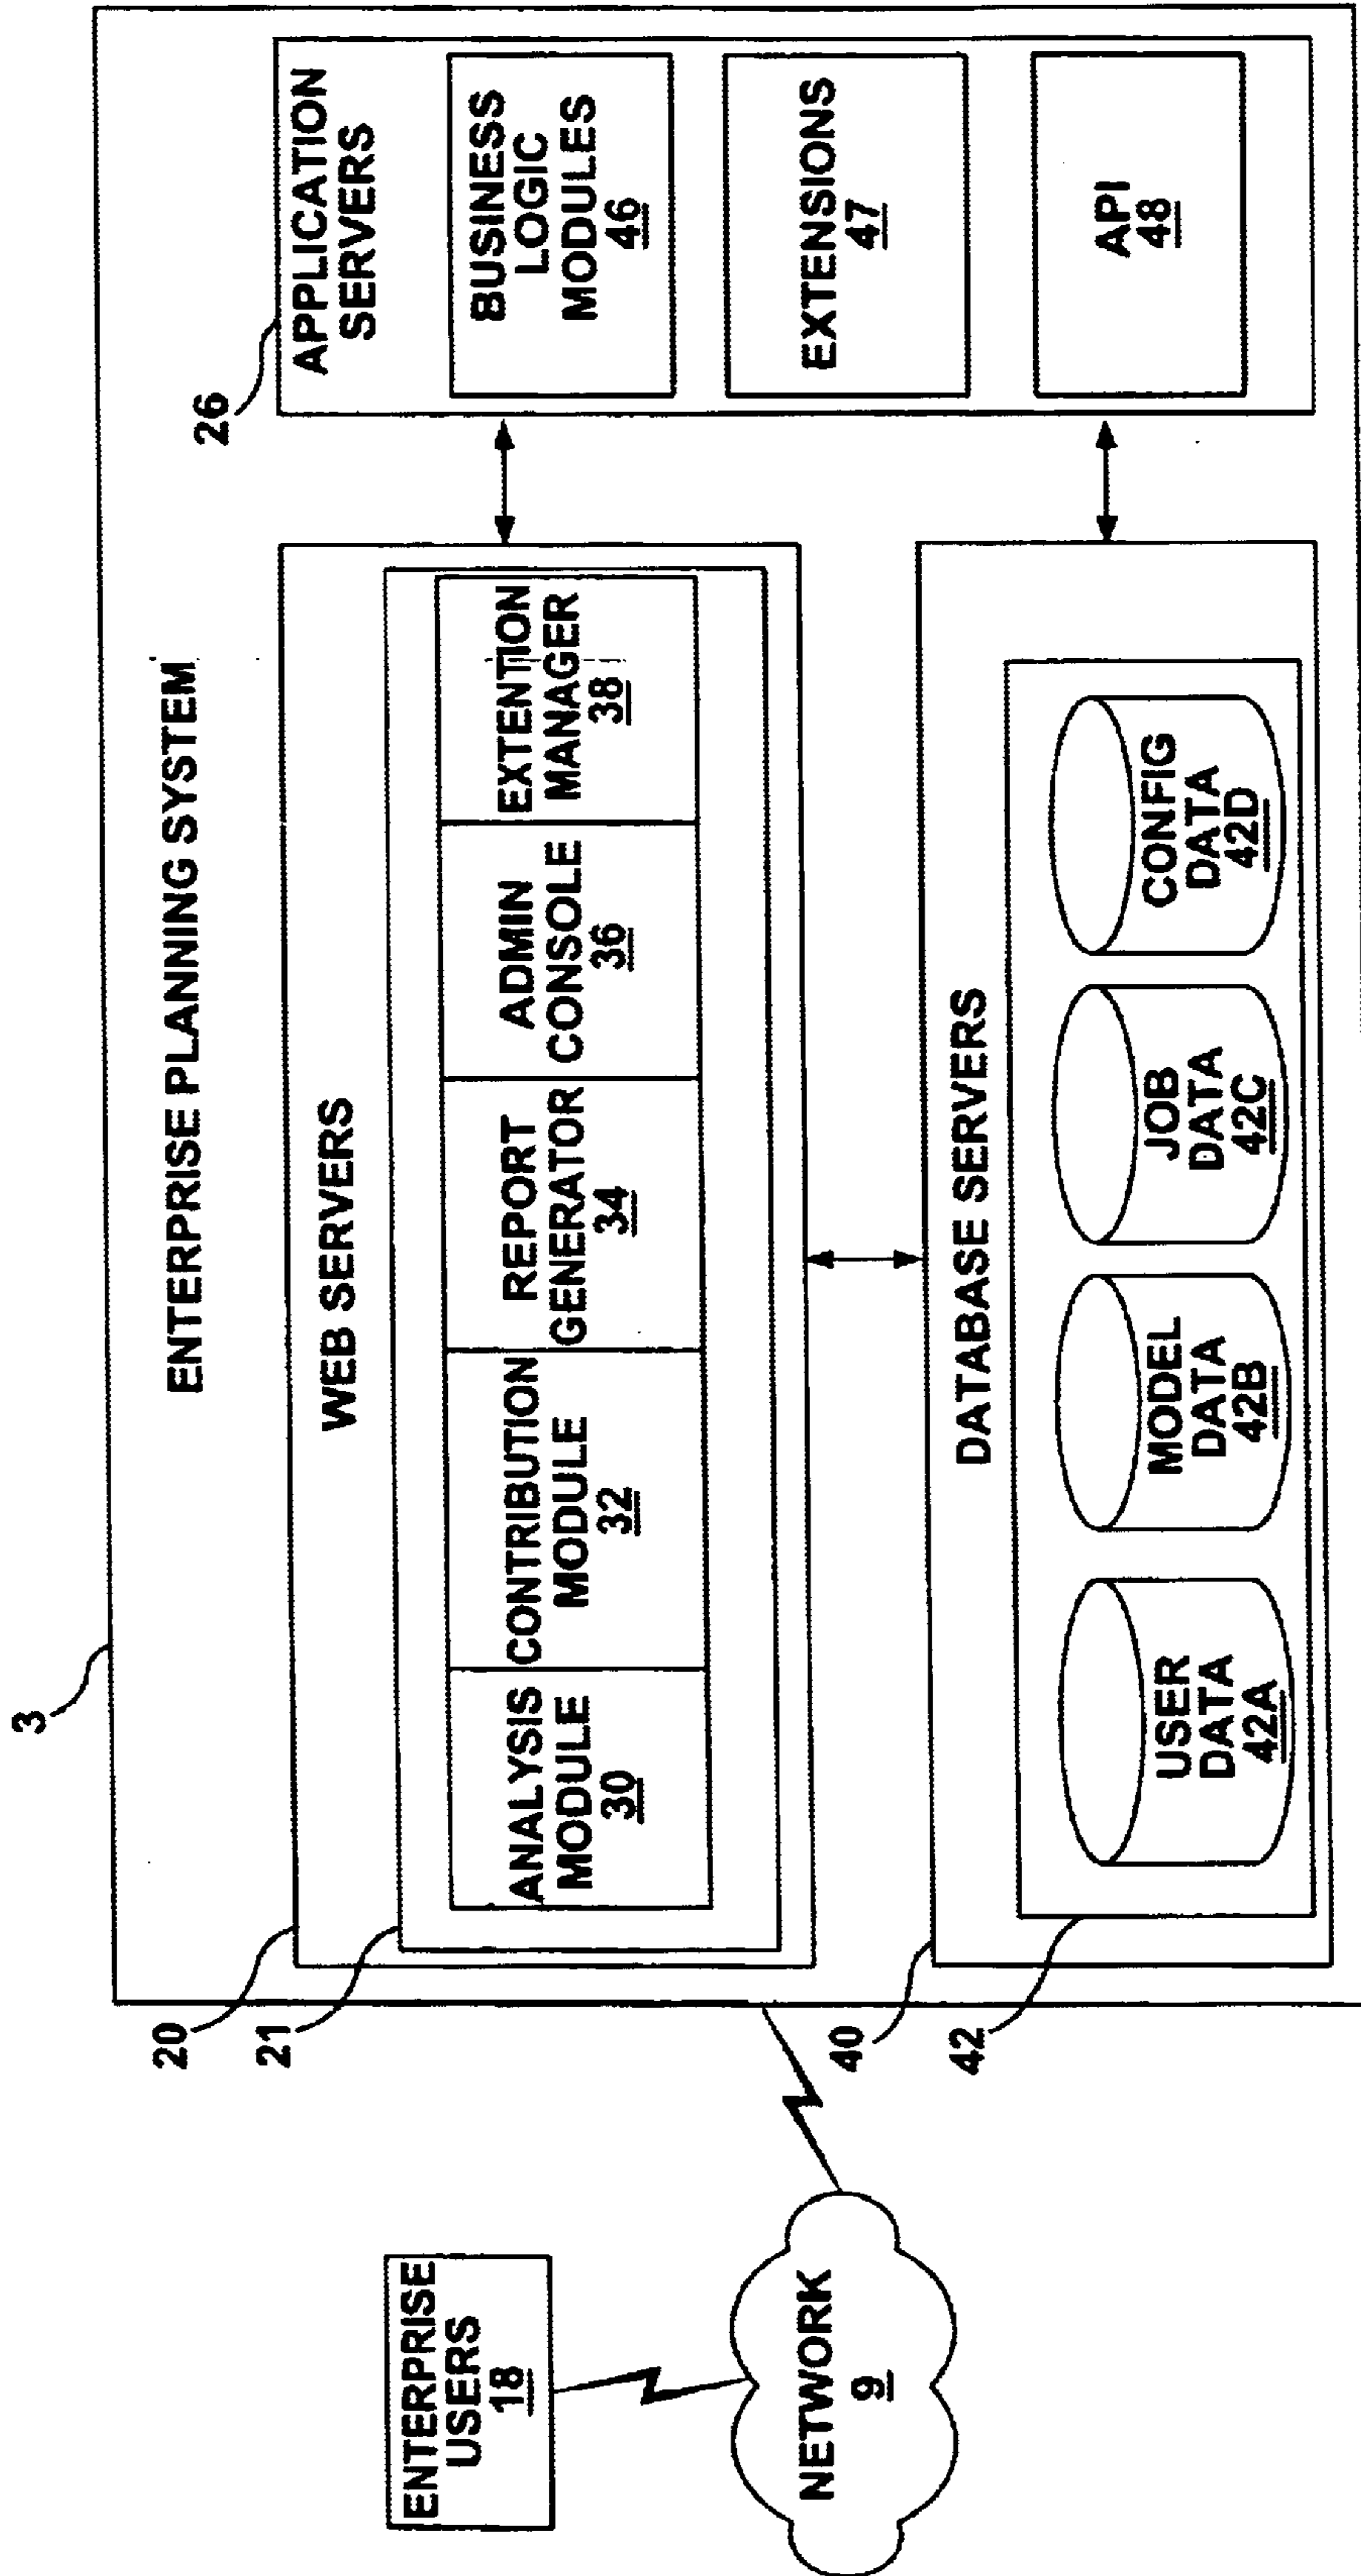 3
ENTERPRISE PLANNING SYSTEM
20
WEB SERVERS
21
ANALYSIS
MODULE
30
CONTRIBUTION
MODULE
32
REPORT
GENERATOR
34
ADMIN
CONSOLE
36
EXTENTION
MANAGER
38
26
APPLICATION
SERVERS
BUSINESS
LOGIC
MODULES
46
EXTENSIONS
47
API
48
ENTERPRISE
USERS
18
NETWORK
9
40
DATABASE SERVERS
42
USER
DATA
42A
MODEL
DATA
42B
JOB
DATA
42C
CONFIG
DATA
42D